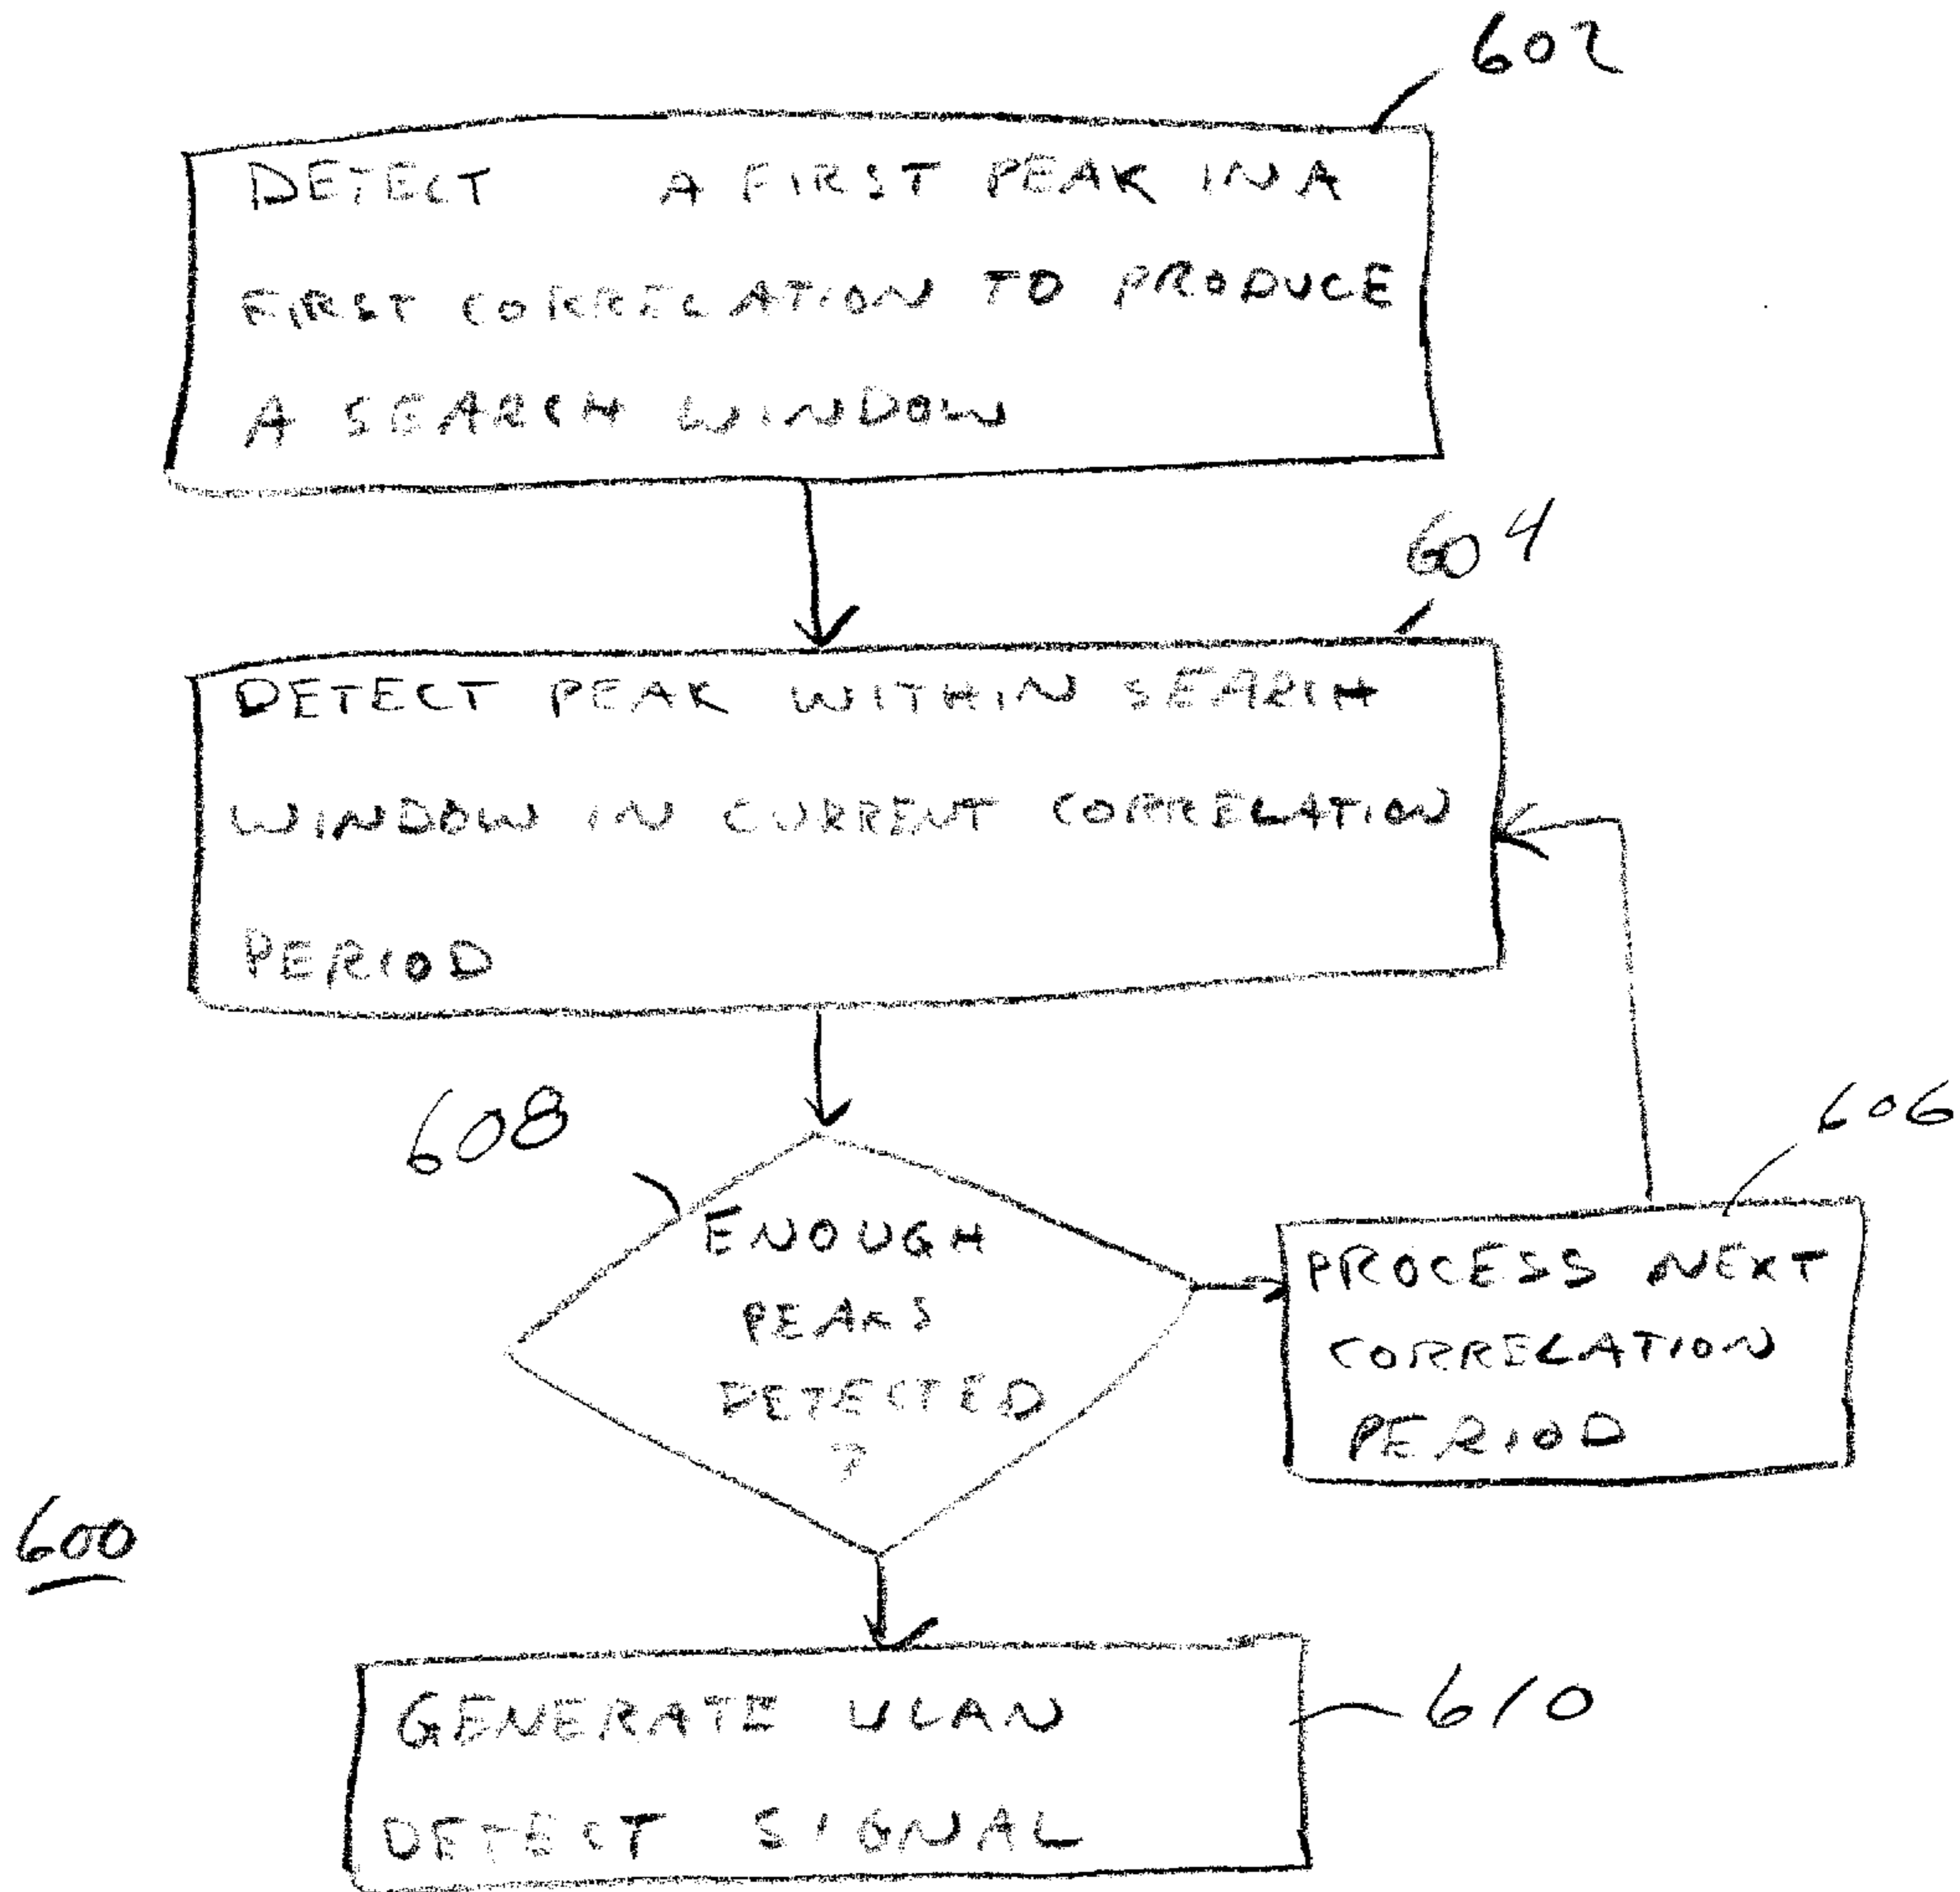 602
DETECT A FIRST PEAK IN A
FIRST CORRELATION TO PRODUCE
A SEARCH WINDOW
604
DETECT PEAK WITHIN SEARCH
WINDOW IN CURRENT CORRELATION
PERIOD
608
606
ENOUGH
PEAKS
DETECTED
?
PROCESS NEXT
CORRELATION
PERIOD
600
GENERATE WLAN
DETECT SIGNAL
610